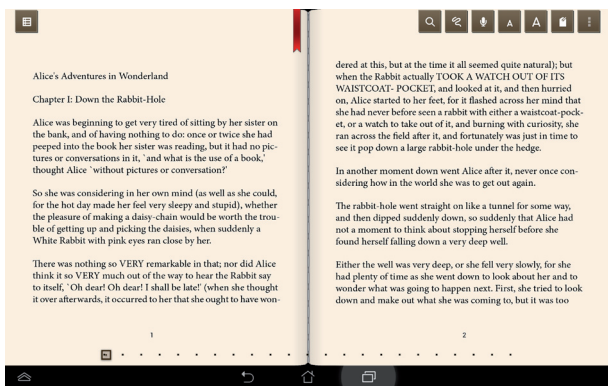 A A
Alice's Adventures in Wonderland
Chapter I: Down the Rabbit-Hole
Alice was beginning to get very tired of sitting by her sister on
the bank, and of having nothing to do: once or twice she had
peeped into the book her sister was reading, but it had no pic-
tures or conversations in it, `and what is the use of a book,'
thought Alice `without pictures or conversation?'
So she was considering in her own mind (as well as she could,
for the hot day made her feel very sleepy and stupid), whether
the pleasure of making a daisy-chain would be worth the trou-
ble of getting up and picking the daisies, when suddenly a
White Rabbit with pink eyes ran close by her.
There was nothing so VERY remarkable in that; nor did Alice
think it so VERY much out of the way to hear the Rabbit say
to itself, `Oh dear! Oh dear! I shall be late!' (when she thought
it over afterwards, it occurred to her that she ought to have won-
1
dered at this, but at the time it all seemed quite natural); but
when the Rabbit actually TOOK A WATCH OUT OF ITS
WAISTCOAT- POCKET, and looked at it, and then hurried
on, Alice started to her feet, for it flashed across her mind that
she had never before seen a rabbit with either a waistcoat-pock-
et, or a watch to take out of it, and burning with curiosity, she
ran across the field after it, and fortunately was just in time to
see it pop down a large rabbit-hole under the hedge.
In another moment down went Alice after it, never once con-
sidering how in the world she was to get out again.
The rabbit-hole went straight on like a tunnel for some way,
and then dipped suddenly down, so suddenly that Alice had
not a moment to think about stopping herself before she
found herself falling down a very deep well.
Either the well was very deep, or she fell very slowly, for she
had plenty of time as she went down to look about her and to
wonder what was going to happen next. First, she tried to look
down and make out what she was coming to, but it was too
2